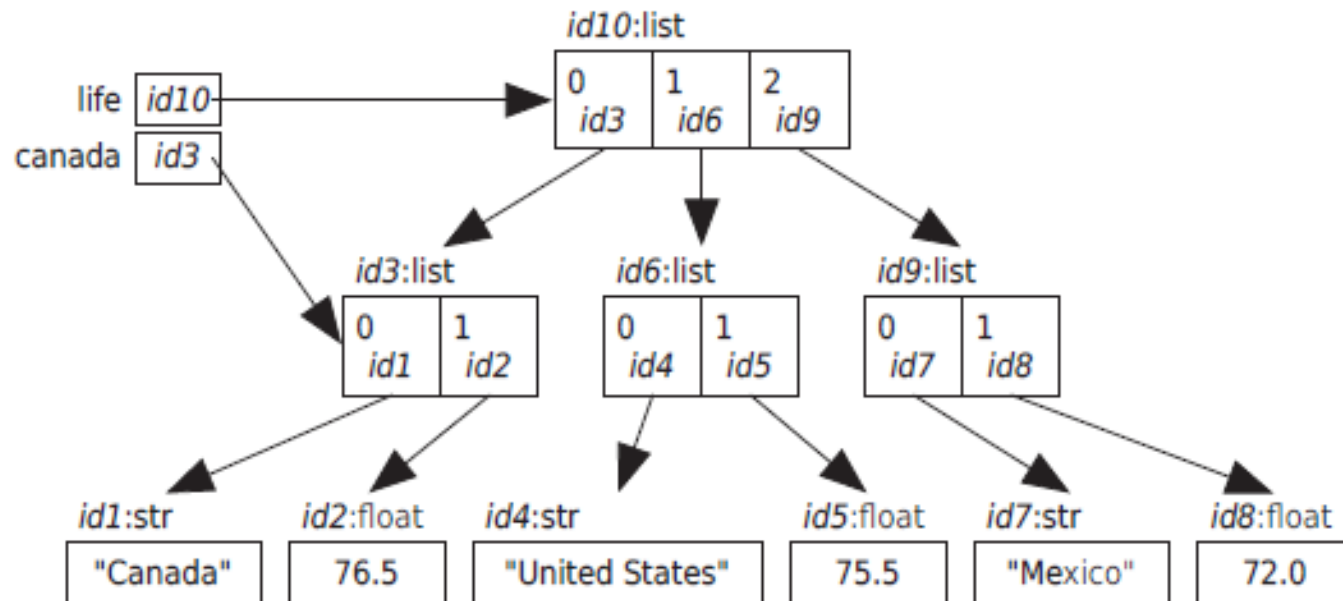 id10:list
life id10
0 1 2
id3 id6 id9
canada id3
id3:list id6:list id9:list
0 1 0 1 0 1
id1 id2 id4 id5 id7 id8
id1:str id2:float id4:str id5:float id7:str id8:float
"Canada" 76.5 "United States" 75.5 "Mexico" 72.0